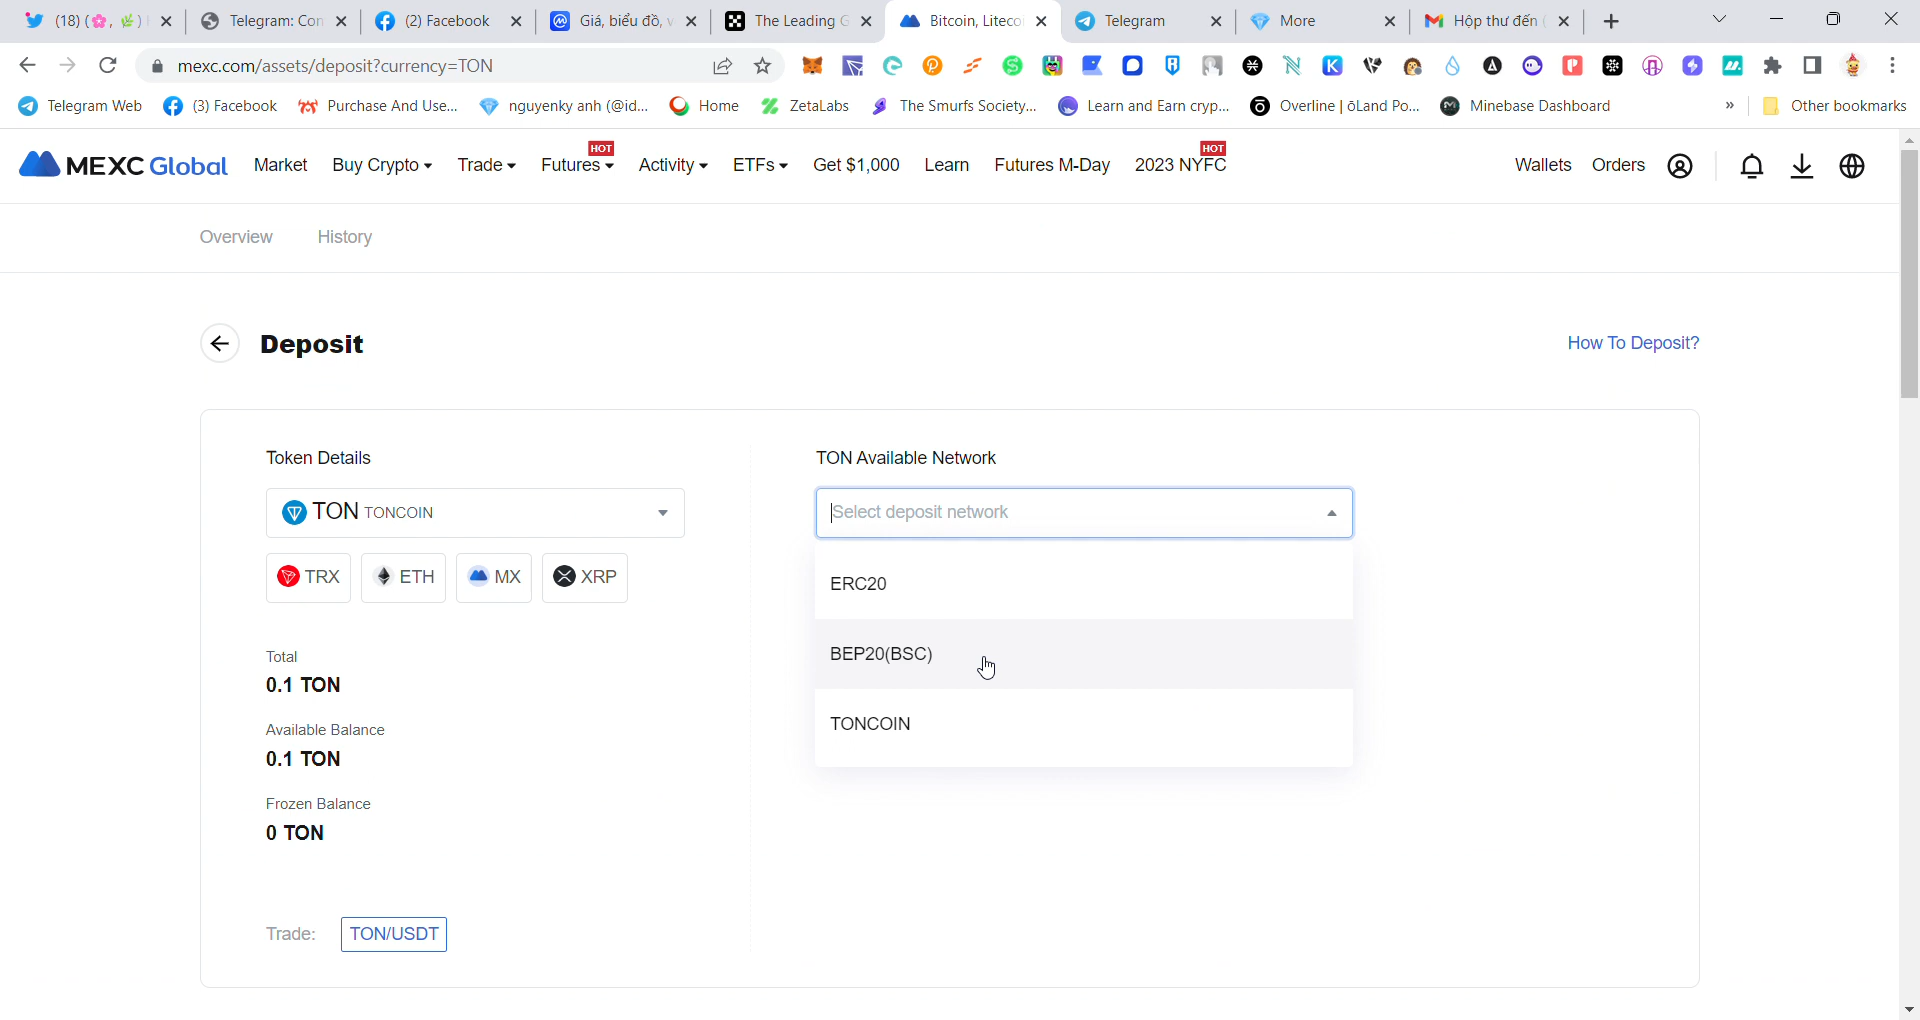 (18) (🌸, 🌿)
Telegram: Con
(2) Facebook
Giá, biểu đồ, v
The Leading G
Bitcoin, Liteco
Telegram
More
Hộp thư đến (
mexc.com/assets/deposit?currency=TON
Telegram Web
(3) Facebook
Purchase And Use...
nguyenky anh (@id...
Home
ZetaLabs
The Smurfs Society...
Learn and Earn cryp...
Overline | ōLand Po...
Minebase Dashboard
»
Other bookmarks
MEXC Global
Market
Buy Crypto
Trade
Futures
HOT
Activity
ETFs
Get $1,000
Learn
Futures M-Day
2023 NYFC
HOT
Wallets
Orders
Overview
History
Deposit
How To Deposit?
Token Details
TON TONCOIN
TRX
ETH
MX
XRP
Total
0.1 TON
Available Balance
0.1 TON
Frozen Balance
0 TON
Trade:
TON/USDT
TON Available Network
Select deposit network
ERC20
BEP20(BSC)
TONCOIN